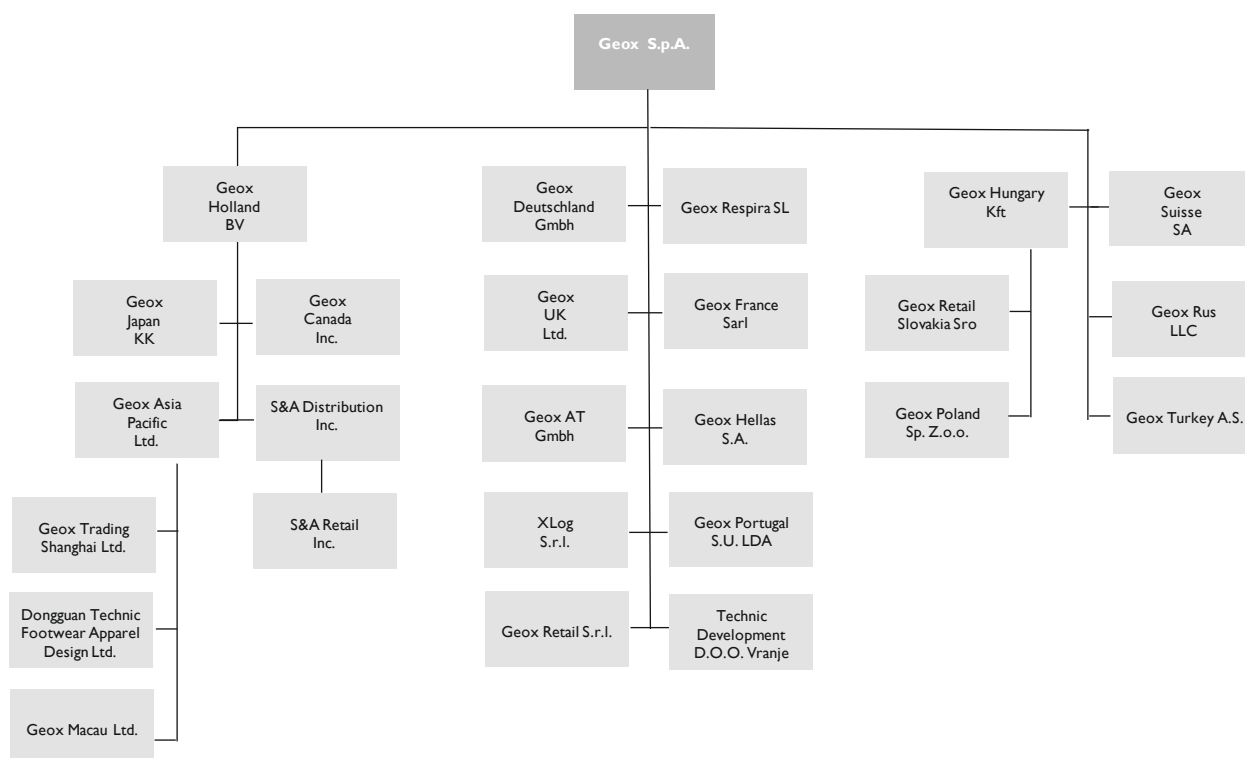 Geox S.p.A.
Geox
Holland
BV
Geox
Deutschland
Gmbh
Geox Respira SL
Geox Hungary
Kft
Geox
Suisse
SA
Geox
Japan
KK
Geox
Canada
Inc.
Geox
UK
Ltd.
Geox France
Sarl
Geox Retail
Slovakia Sro
Geox Rus
LLC
Geox Asia
Pacific
Ltd.
S&A Distribution
Inc.
Geox AT
Gmbh
Geox Hellas
S.A.
Geox Poland
Sp. Z.o.o.
Geox Turkey A.S.
Geox Trading
Shanghai Ltd.
S&A Retail
Inc.
XLog
S.r.l.
Geox Portugal
S.U. LDA
Dongguan Technic
Footwear Apparel
Design Ltd.
Geox Retail S.r.l.
Technic
Development
D.O.O. Vranje
Geox Macau Ltd.